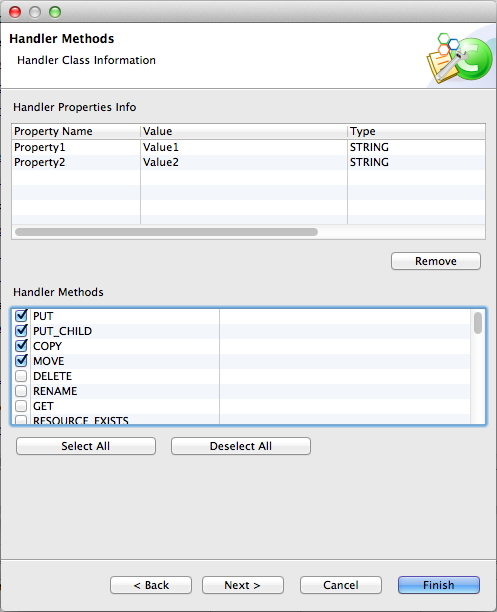 Handler Methods
Handler Class Information
Handler Properties Info
Property Name Value Type
Property1 Value1 STRING
Property2 Value2 STRING
Remove
Handler Methods
PUT
PUT_CHILD
COPY
MOVE
DELETE
RENAME
GET
RESOURCE_EXISTS
Select All Deselect All
< Back Next > Cancel Finish